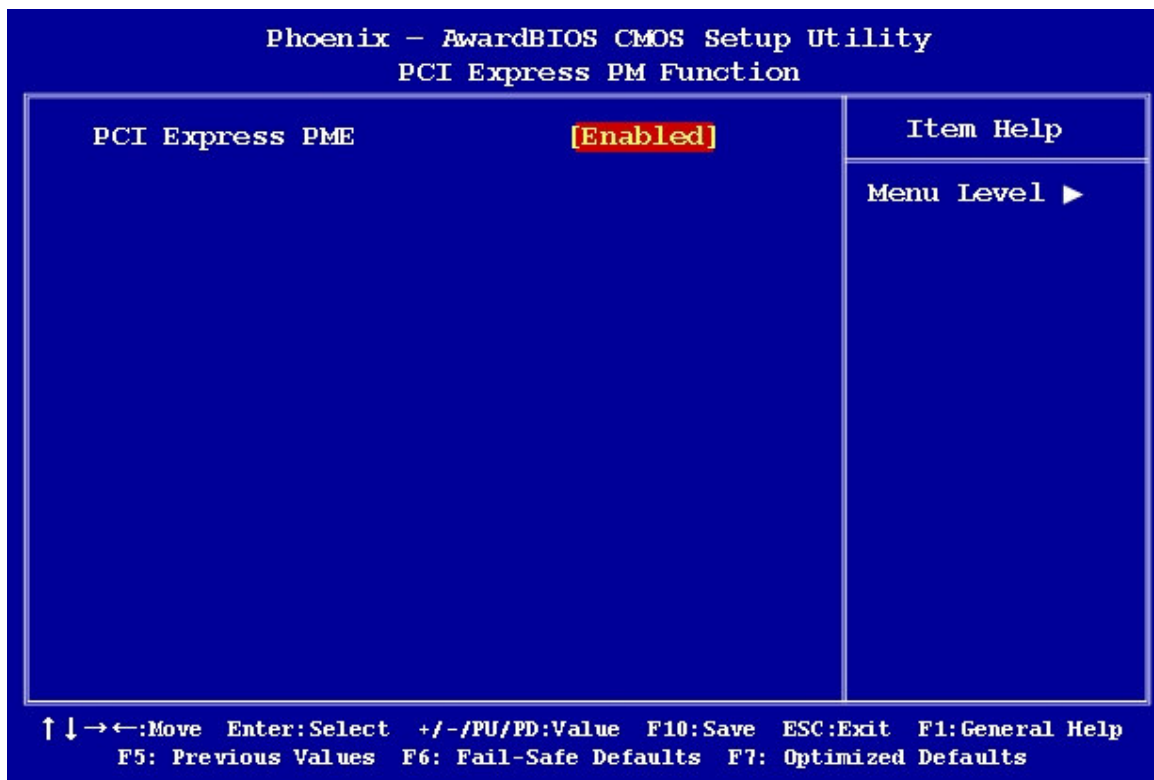 Phoenix – AwardBIOS CMOS Setup Utility
PCI Express PM Function
PCI Express PME [Enabled]
Item Help
Menu Level ►
↑↓→←:Move Enter:Select +/-/PU/PD:Value F10:Save ESC:Exit F1:General Help
F5: Previous Values F6: Fail-Safe Defaults F7: Optimized Defaults